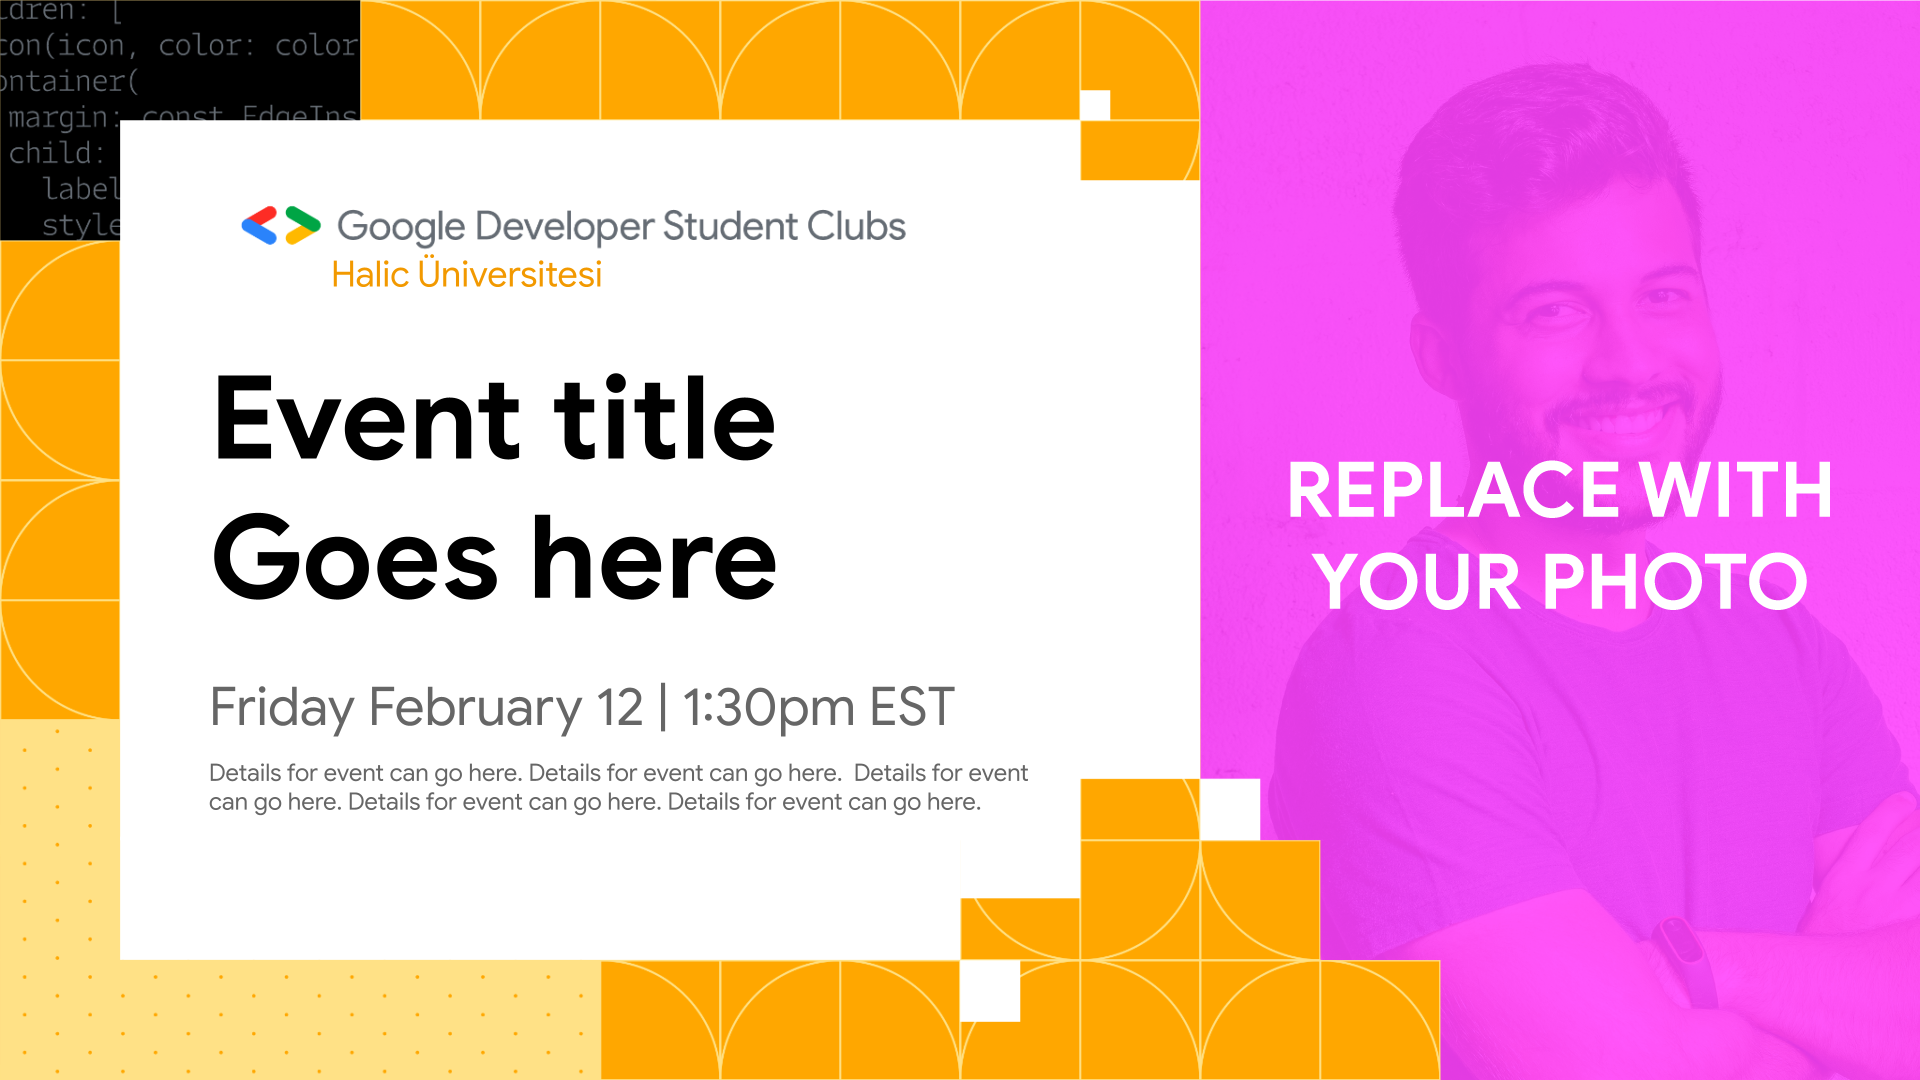 dren: [
con(icon, color: color
ontainer(
margin: const EdgeIns
child:
label
style
Google Developer Student Clubs
Halic Üniversitesi
Event title
Goes here
Friday February 12 | 1:30pm EST
Details for event can go here. Details for event can go here.  Details for event
can go here. Details for event can go here. Details for event can go here.
REPLACE WITH
YOUR PHOTO